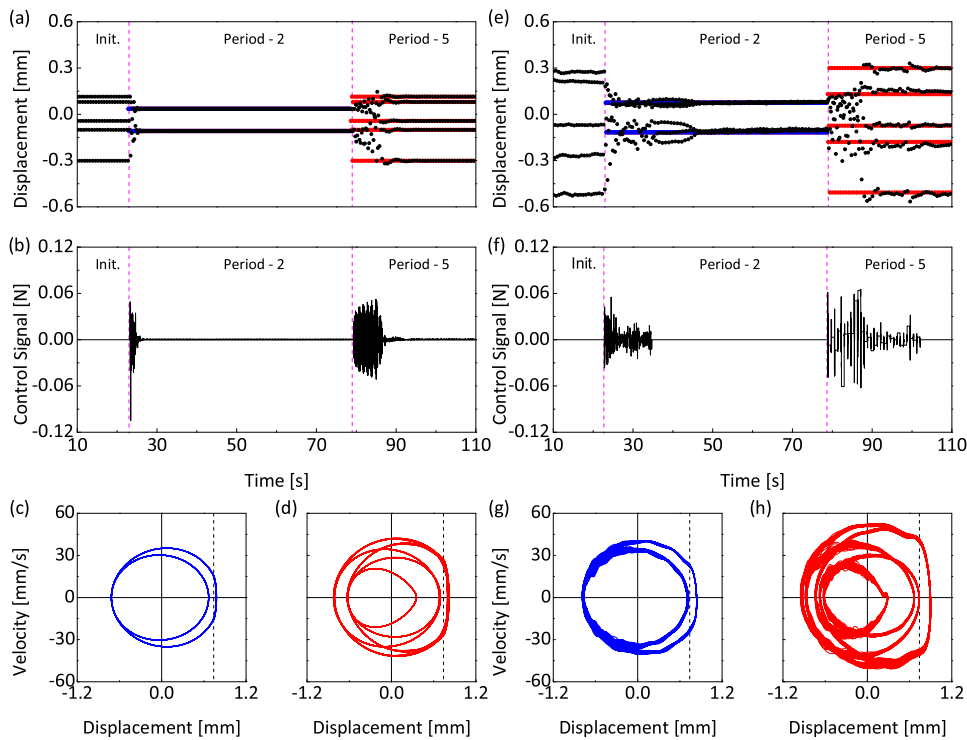 (a)
Init.
Period - 2
Period - 5
Displacement [mm]
0.6
0.3
0.0
-0.3
-0.6
(b)
Init.
Period - 2
Period - 5
Control Signal [N]
0.12
0.06
0.00
-0.06
-0.12
10 30 50 70 90 110
Time [s]
(e)
Init.
Period - 2
Period - 5
Displacement [mm]
0.6
0.3
0.0
-0.3
-0.6
(f)
Init.
Period - 2
Period - 5
Control Signal [N]
0.12
0.06
0.00
-0.06
-0.12
10 30 50 70 90 110
Time [s]
(c)
Velocity [mm/s]
60
30
0
-30
-60
-1.2 0.0 1.2
Displacement [mm]
(d)
-1.2 0.0 1.2
Displacement [mm]
(g)
Velocity [mm/s]
60
30
0
-30
-60
-1.2 0.0 1.2
Displacement [mm]
(h)
-1.2 0.0 1.2
Displacement [mm]